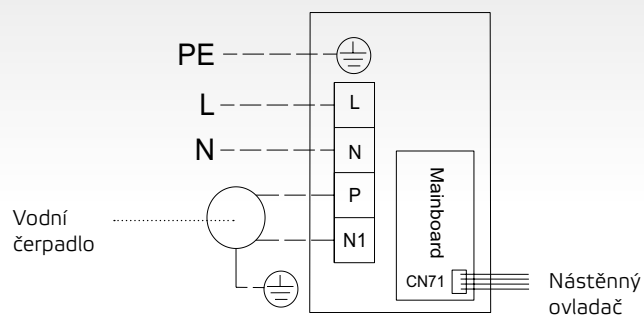 PE
L
L
N
N
P
N1
Mainboard
CN71
Vodní
čerpadlo
Nástěnný
ovladač